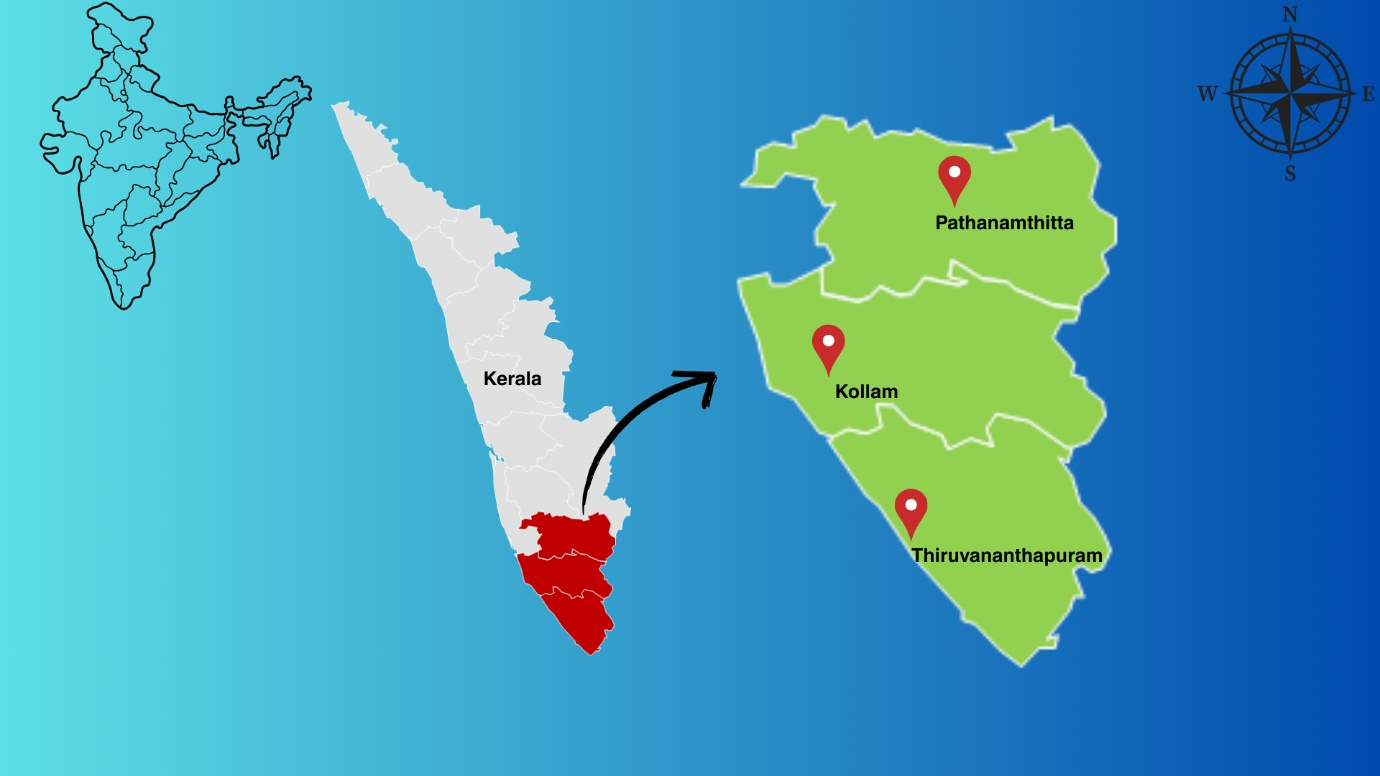 N
W
E
S
Pathanamthitta
Kerala
Kollam
Thiruvananthapuram